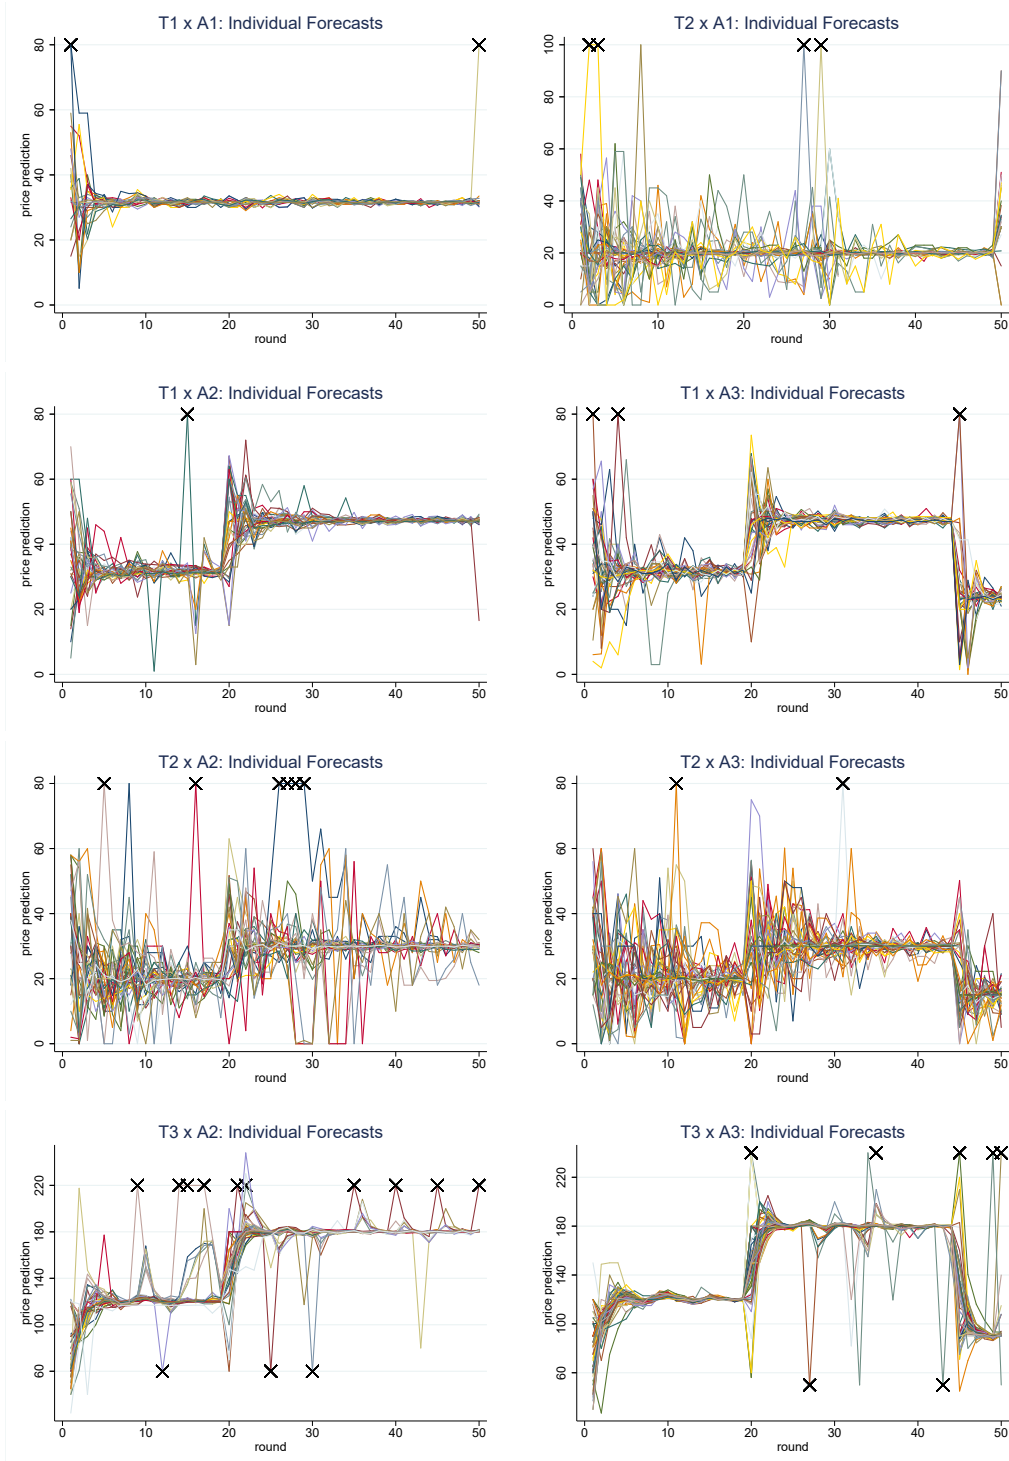 T1 x A1: Individual Forecasts
price prediction
0 20 40 60 80
0 10 20 30 40 50
round
T2 x A1: Individual Forecasts
price prediction
0 20 40 60 80 100
0 10 20 30 40 50
round
T1 x A2: Individual Forecasts
price prediction
0 20 40 60 80
0 10 20 30 40 50
round
T1 x A3: Individual Forecasts
price prediction
0 20 40 60 80
0 10 20 30 40 50
round
T2 x A2: Individual Forecasts
price prediction
0 20 40 60 80
0 10 20 30 40 50
round
T2 x A3: Individual Forecasts
price prediction
0 20 40 60 80
0 10 20 30 40 50
round
T3 x A2: Individual Forecasts
price prediction
60 100 140 180 220
0 10 20 30 40 50
round
T3 x A3: Individual Forecasts
price prediction
60 100 140 180 220
0 10 20 30 40 50
round